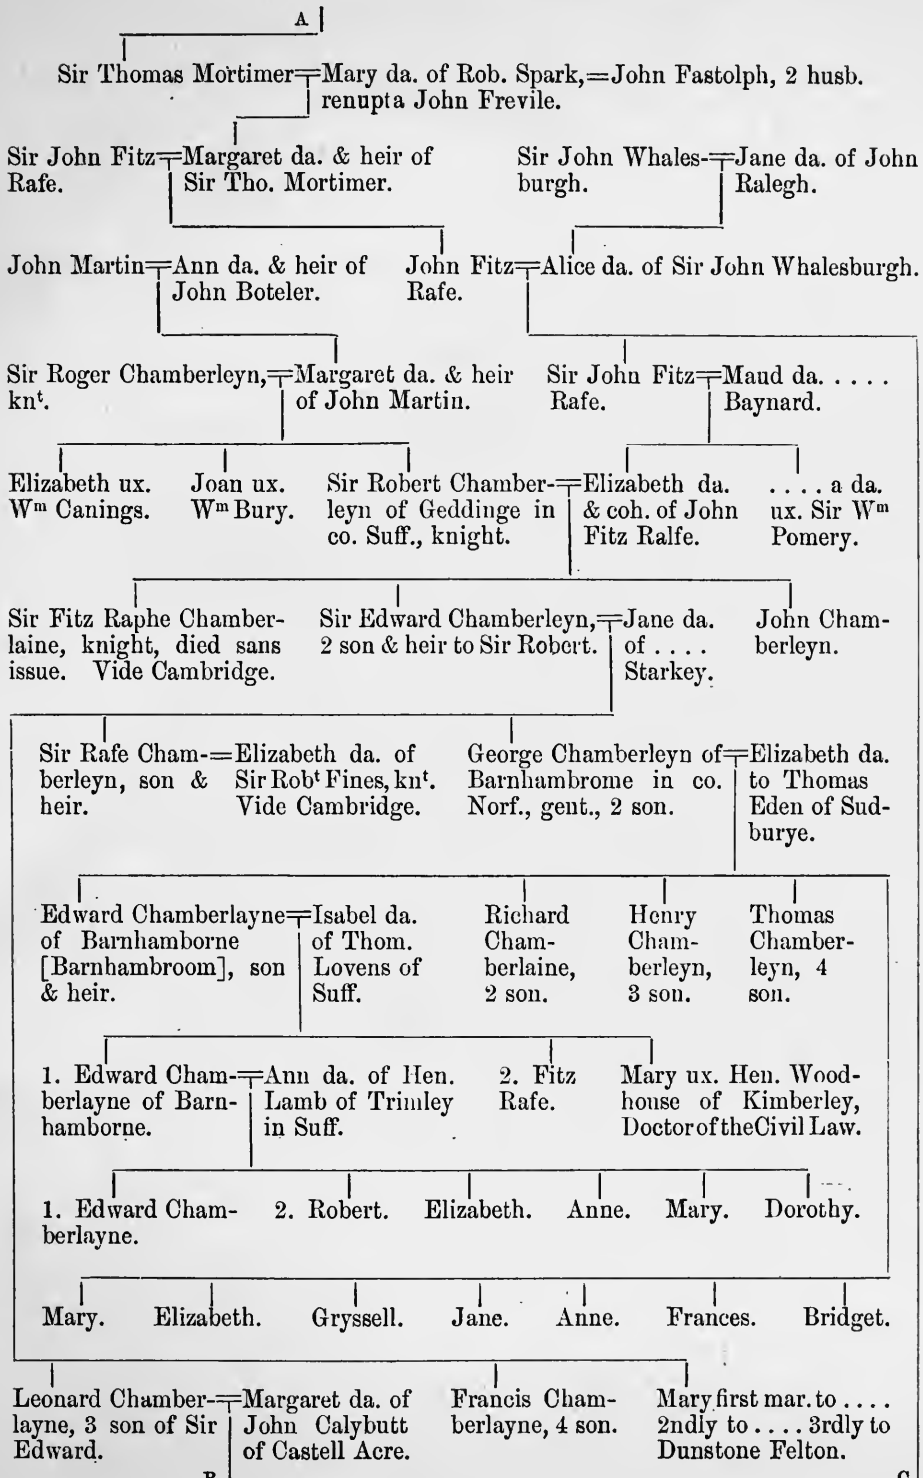 A
Sir Thomas Mortimer=Mary da. of Rob. Spark,=John Fastolph, 2 husb.
renupta John Frevile.
Sir John Fitz=Margaret da. & heir of
Rafe. Sir Tho. Mortimer.
Sir John Whales-=Jane da. of John
burgh. Ralegh.
John Martin=Ann da. & heir of
John Boteler.
John Fitz=Alice da. of Sir John Whalesburgh.
Rafe.
Sir Roger Chamberleyn,=Margaret da. & heir
knt. of John Martin.
Sir John Fitz=Maud da. . . . .
Rafe. Baynard.
Elizabeth ux.
Wm Canings.
Joan ux.
Wm Bury.
Sir Robert Chamber-=Elizabeth da.
leyn of Geddinge in & coh. of John
co. Suff., knight. Fitz Ralfe.
. . . . a da.
ux. Sir Wm
Pomery.
Sir Fitz Raphe Chamber-
laine, knight, died sans
issue. Vide Cambridge.
Sir Edward Chamberleyn,=Jane da.
2 son & heir to Sir Robert. of . . . .
Starkey.
John Cham-
berleyn.
Sir Rafe Cham-=Elizabeth da. of
berleyn, son & Sir Robt Fines, knt.
heir. Vide Cambridge.
George Chamberleyn of=Elizabeth da.
Barnhambrome in co. to Thomas
Norf., gent., 2 son. Eden of Sud-
burye.
Edward Chamberlayne=Isabel da.
of Barnhamborne of Thom.
[Barnhambroom], son Lovens of
& heir. Suff.
Richard
Cham-
berlaine,
2 son.
Henry
Cham-
berleyn,
3 son.
Thomas
Chamber-
leyn, 4
son.
1. Edward Cham-=Ann da. of Hen.
berlayne of Barn- Lamb of Trimley
hamborne. in Suff.
2. Fitz
Rafe.
Mary ux. Hen. Wood-
house of Kimberley,
Doctor of the Civil Law.
1. Edward Cham-
berlayne.
2. Robert. Elizabeth. Anne. Mary. Dorothy.
Mary. Elizabeth. Gryssell. Jane. Anne. Frances. Bridget.
Leonard Chamber-=Margaret da. of
layne, 3 son of Sir John Calybutt
Edward. of Castell Acre.
Francis Cham-
berlayne, 4 son.
Mary first mar. to . . . .
2ndly to . . . . 3rdly to
Dunstone Felton.
B C